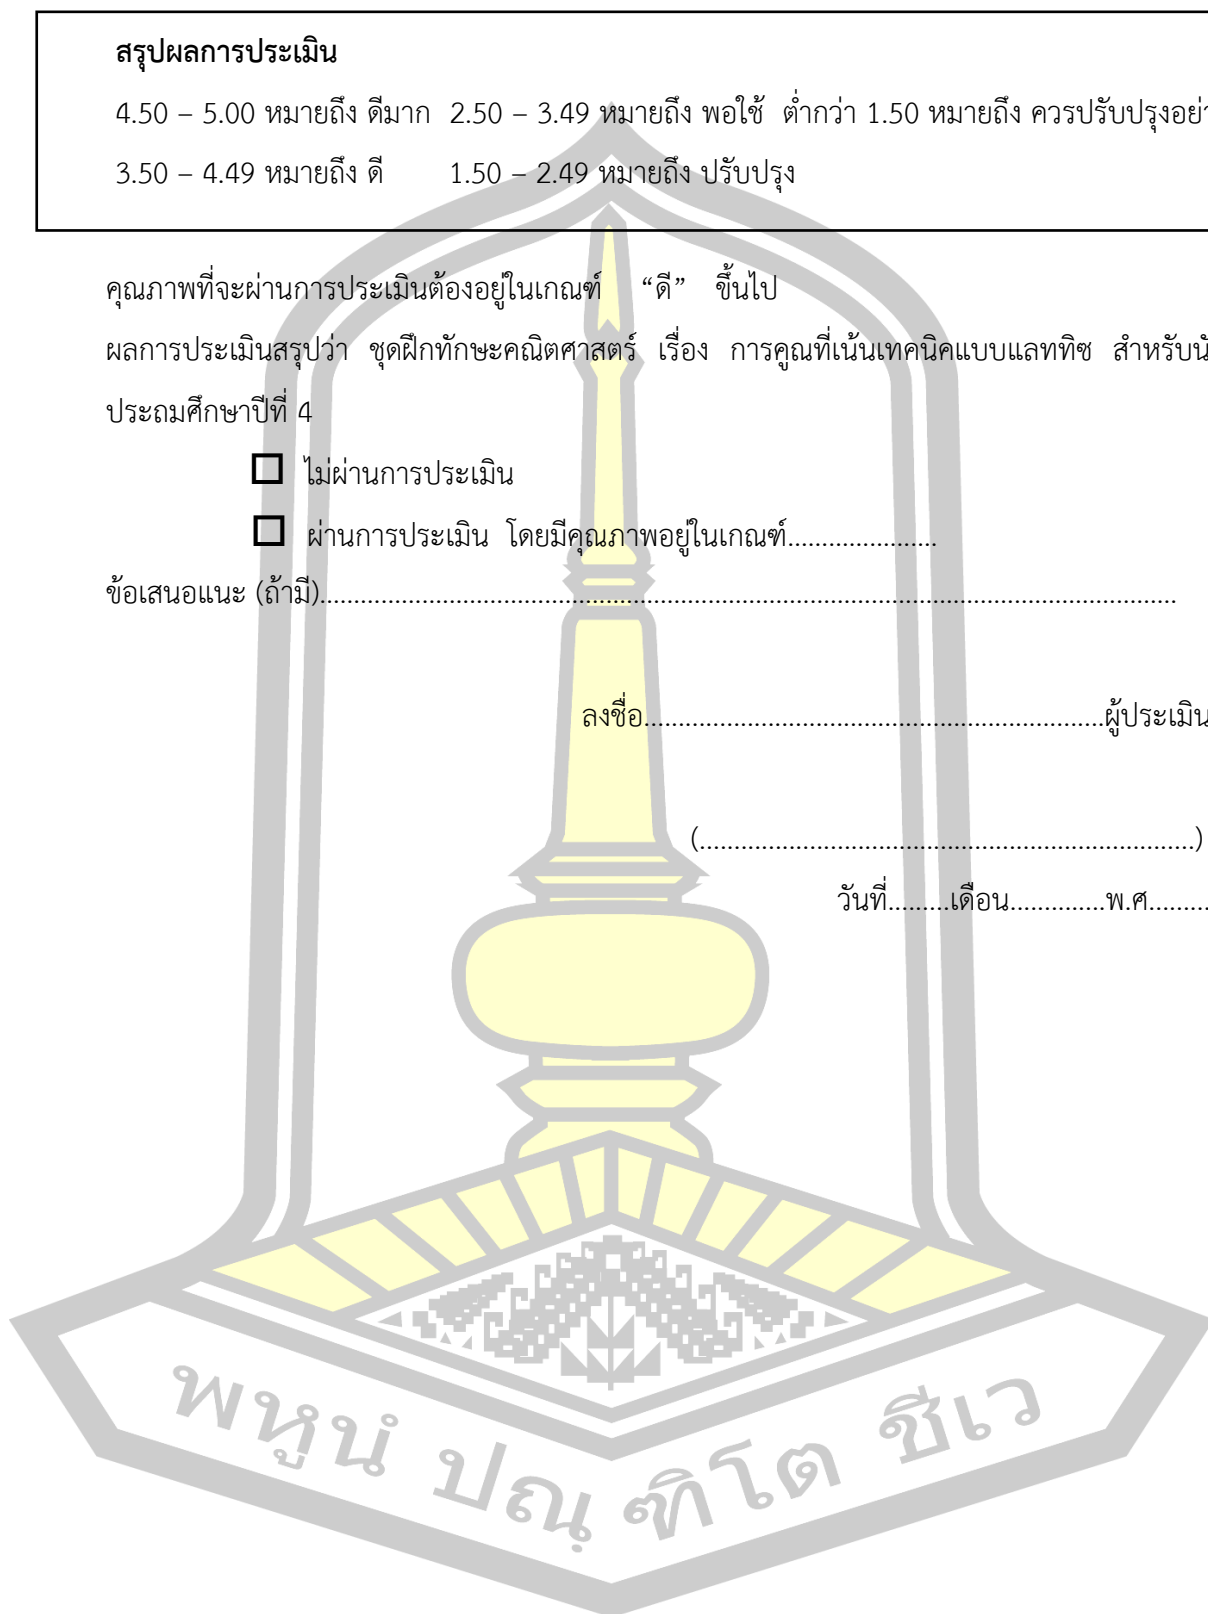 สรุปผลการประเมิน
4.50 – 5.00 หมายถึง ดีมาก 2.50 – 3.49 หมายถึง พอใช้ ต่ำกว่า 1.50 หมายถึง ควรปรับปรุงอย่า
3.50 – 4.49 หมายถึง ดี 1.50 – 2.49 หมายถึง ปรับปรุง
คุณภาพที่จะผ่านการประเมินต้องอยู่ในเกณฑ์ “ดี” ขึ้นไป
ผลการประเมินสรุปว่า ชุดฝึกทักษะคณิตศาสตร์ เรื่อง การคูณที่เน้นเทคนิคแบบแลททิซ สำหรับนั
ประถมศึกษาปีที่ 4
ไม่ผ่านการประเมิน
ผ่านการประเมิน โดยมีคุณภาพอยู่ในเกณฑ์......................
ข้อเสนอแนะ (ถ้ามี)..............................................................................................................................
ลงชื่อ....................................................................ผู้ประเมิน
(........................................................................)
วันที่.........เดือน..............พ.ศ.........
พหูนํ ปณฺฑิโต ชีเว